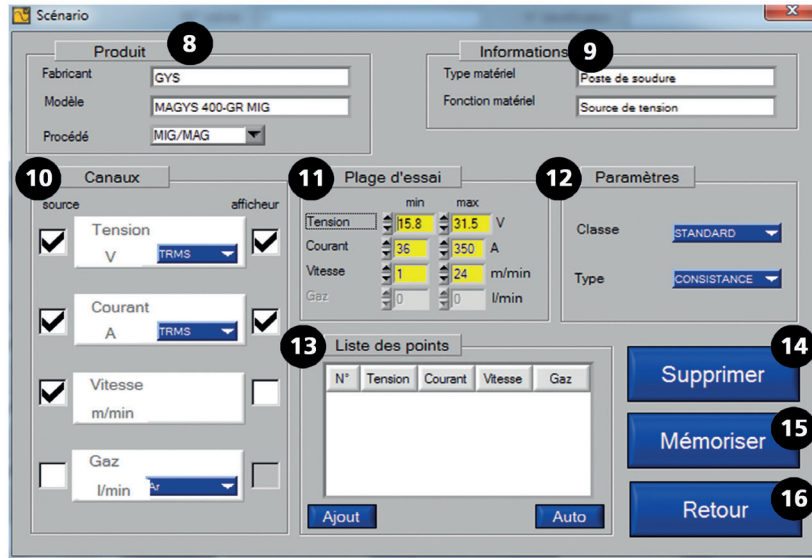 Scénario
x
Produit 8
Fabricant GYS
Modèle MAGYS 400-GR MIG
Procédé MIG/MAG
Informations 9
Type matériel Poste de soudure
Fonction matériel Source de tension
10 Canaux
source afficheur
Tension
V TRMS
Courant
A TRMS
Vitesse
m/min
Gaz
l/min Ar
11 Plage d'essai
min max
Tension 15.8 31.5 V
Courant 36 350 A
Vitesse 1 24 m/min
Gaz 0 0 l/min
12 Paramètres
Classe STANDARD
Type CONSISTANCE
13 Liste des points
N° Tension Courant Vitesse Gaz
Ajout Auto
Supprimer 14
Mémoriser 15
Retour 16